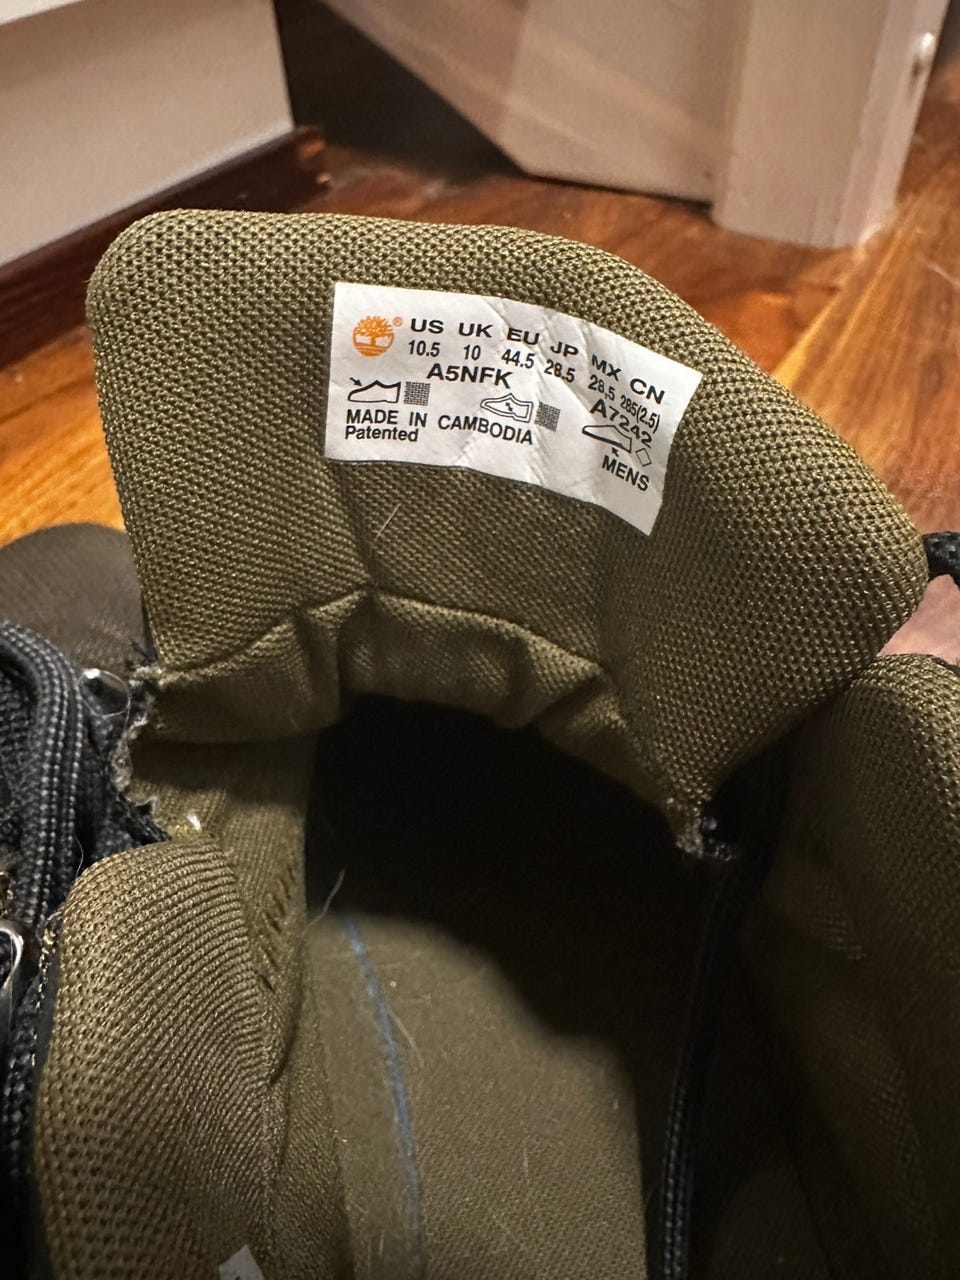 ® US UK EU JP MX CN
10.5 10 44.5 28.5 28,5 285(2.5)
A5NFK A7242
MADE IN CAMBODIA
Patented MENS